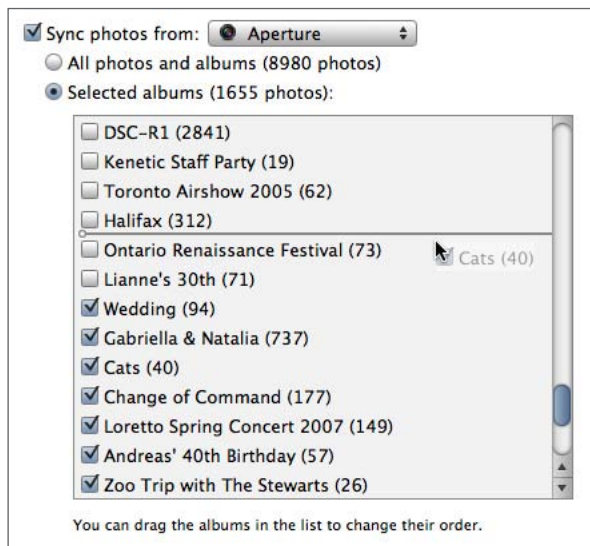 Sync photos from: Aperture
All photos and albums (8980 photos)
Selected albums (1655 photos):
DSC-R1 (2841)
Kenetic Staff Party (19)
Toronto Airshow 2005 (62)
Halifax (312)
Ontario Renaissance Festival (73)
Cats (40)
Lianne's 30th (71)
Wedding (94)
Gabriella & Natalia (737)
Cats (40)
Change of Command (177)
Loretto Spring Concert 2007 (149)
Andreas' 40th Birthday (57)
Zoo Trip with The Stewarts (26)
You can drag the albums in the list to change their order.